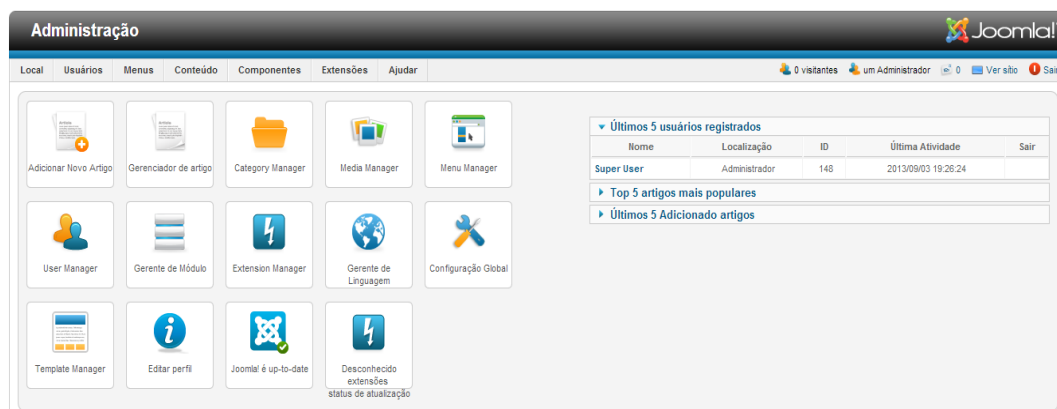 Administração
Joomla!
Local Usuários Menus Conteúdo Componentes Extensões Ajudar
0 visitantes um Administrador 0 Ver sítio Sair
Adicionar Novo Artigo Gerenciador de artigo Category Manager Media Manager Menu Manager
User Manager Gerente de Módulo Extension Manager Gerente de Configuração Global
Linguagem
Template Manager Editar perfil Joomla! é up-to-date Desconhecido
extensões
status de atualização
Últimos 5 usuários registrados
Nome Localização ID Última Atividade Sair
Super User Administrador 148 2013/09/03 19:26:24
Top 5 artigos mais populares
Últimos 5 Adicionado artigos